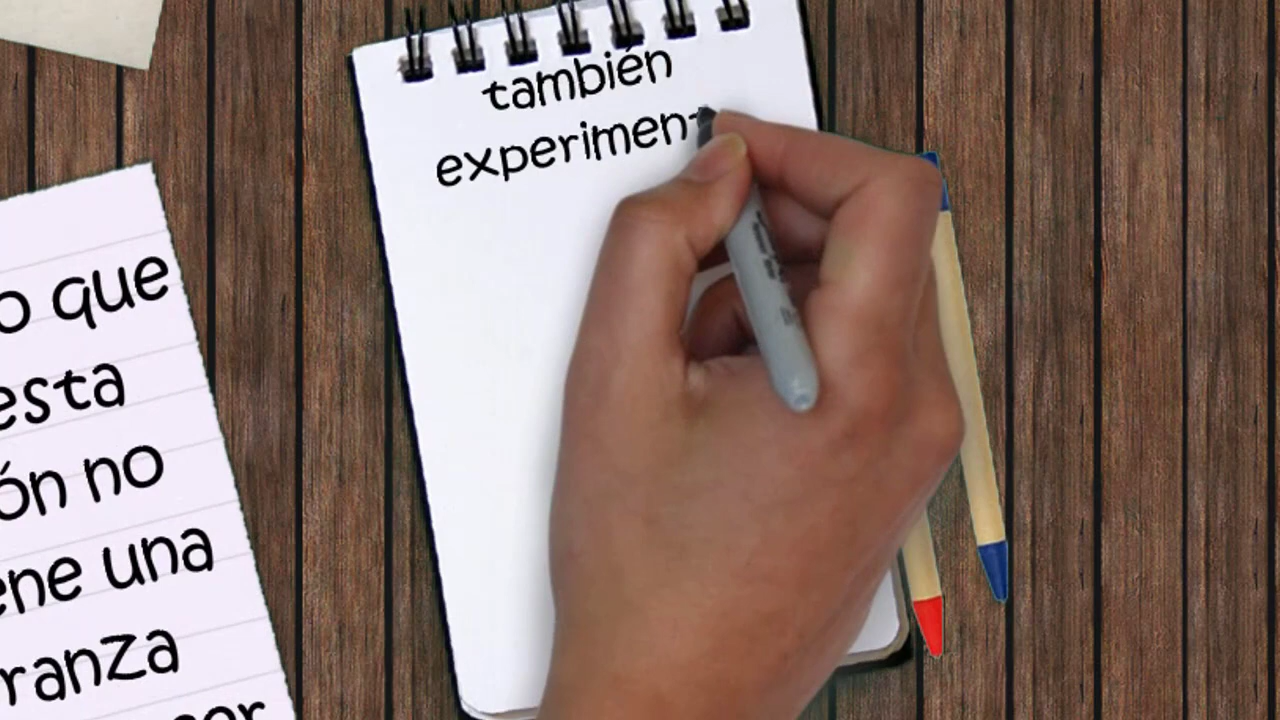 o que
esta
ón no
ene una
ranza
también
experiment